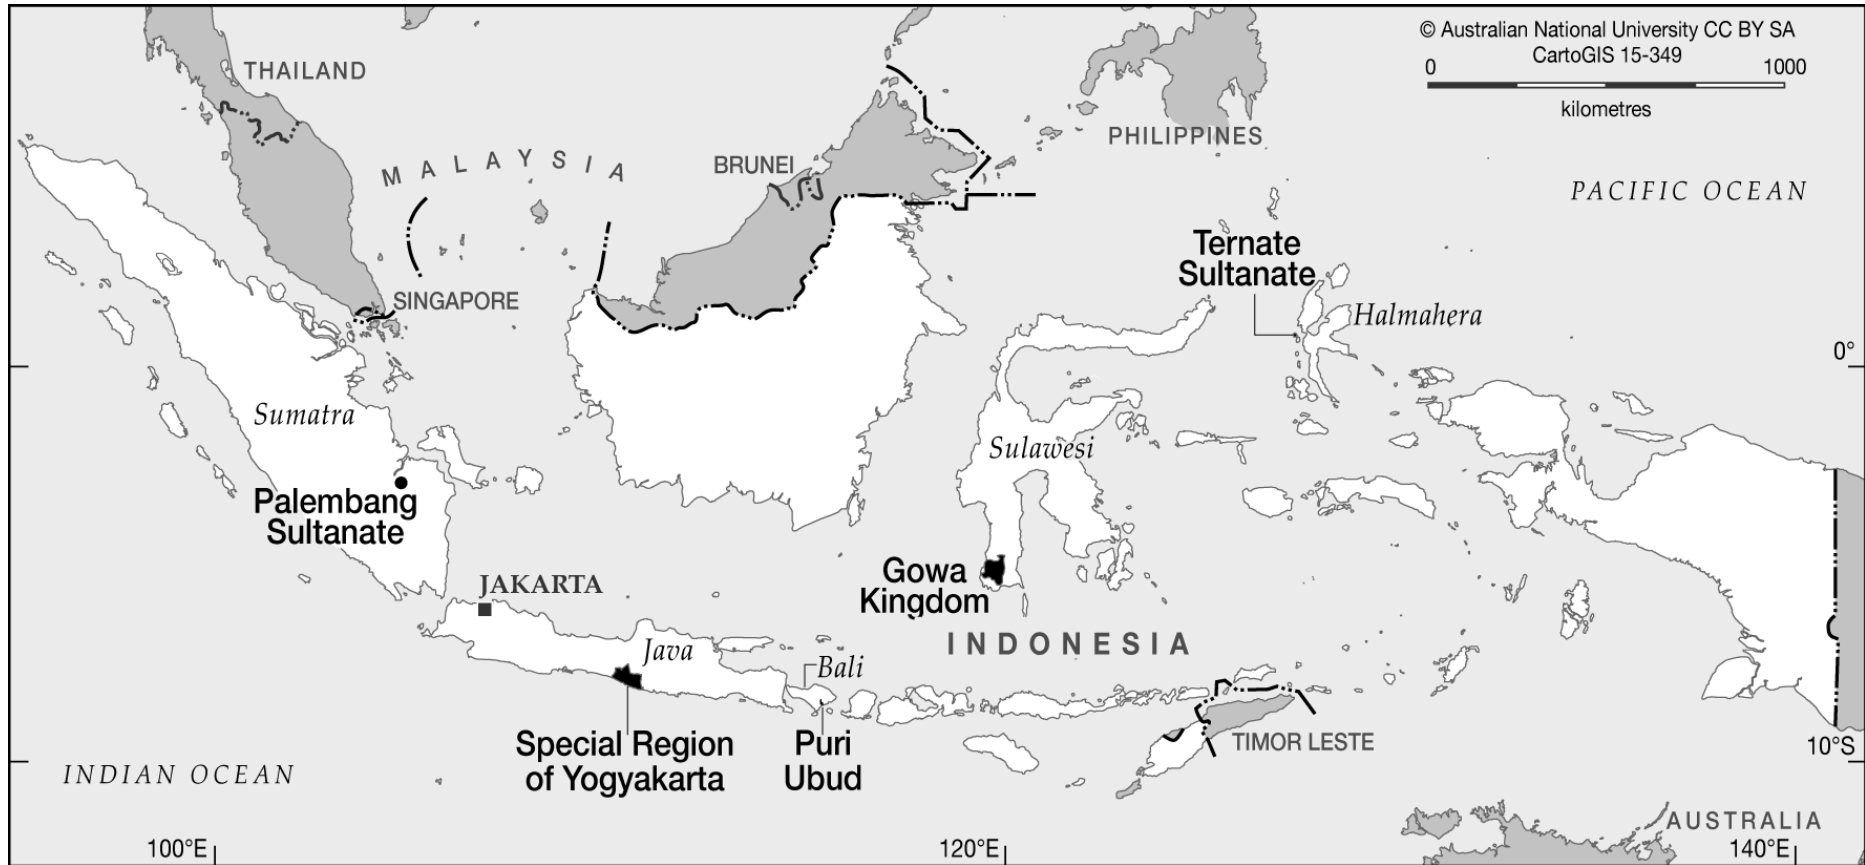 © Australian National University CC BY SA
CartoGIS 15-349
0 1000
kilometres
THAILAND
PHILIPPINES
MALAYSIA
BRUNEI
PACIFIC OCEAN
Ternate
Sultanate
SINGAPORE
Halmahera
0°
Sumatra
Sulawesi
Palembang
Sultanate
JAKARTA
Gowa
Kingdom
INDONESIA
Java
Bali
Special Region
of Yogyakarta
Puri
Ubud
TIMOR LESTE
10°S
INDIAN OCEAN
AUSTRALIA
100°E
120°E
140°E